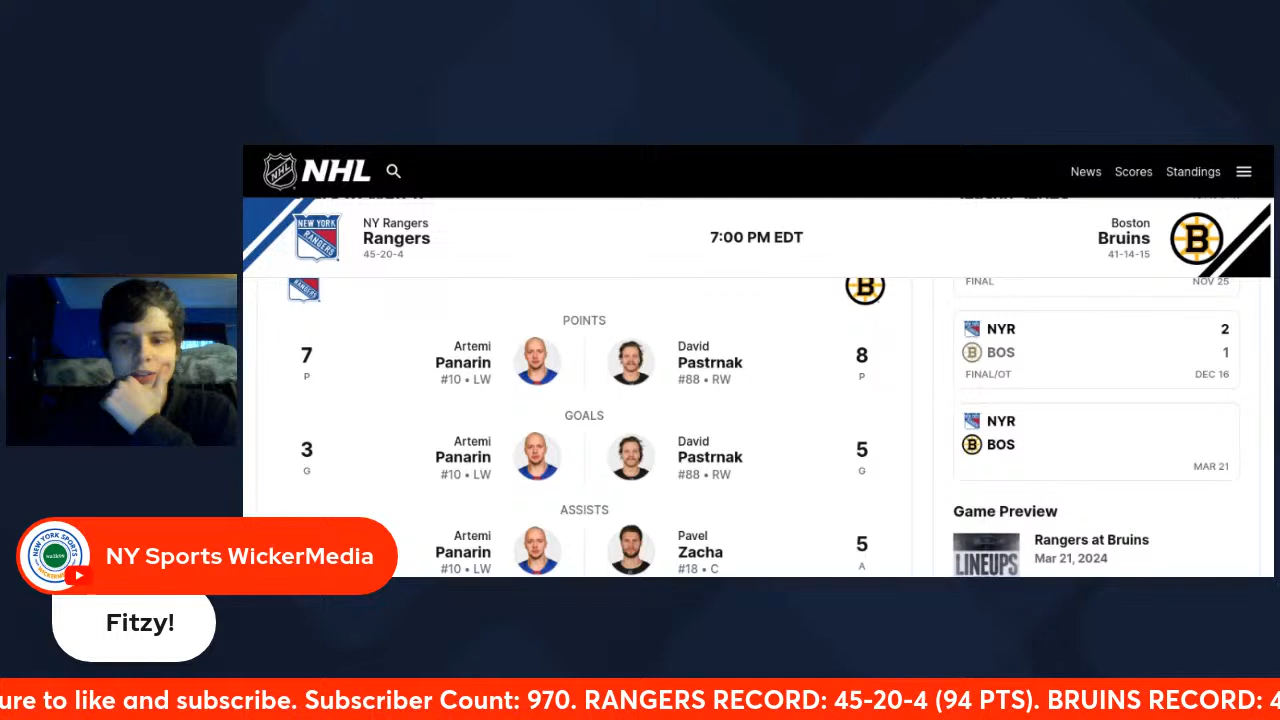 NHL
News Scores Standings
NY Rangers
Rangers
45-20-4
7:00 PM EDT
Boston
Bruins
41-14-15
POINTS
7
P
Artemi
Panarin
#10 • LW
David
Pastrnak
#88 • RW
8
P
GOALS
3
G
Artemi
Panarin
#10 • LW
David
Pastrnak
#88 • RW
5
G
ASSISTS
Artemi
Panarin
#10 • LW
Pavel
Zacha
#18 • C
5
A
FINAL NOV 25
NYR 2
BOS 1
FINAL/OT DEC 16
NYR
BOS
MAR 21
Game Preview
LINEUPS
Rangers at Bruins
Mar 21, 2024
NY Sports WickerMedia
Fitzy!
ure to like and subscribe. Subscriber Count: 970. RANGERS RECORD: 45-20-4 (94 PTS). BRUINS RECORD: 4